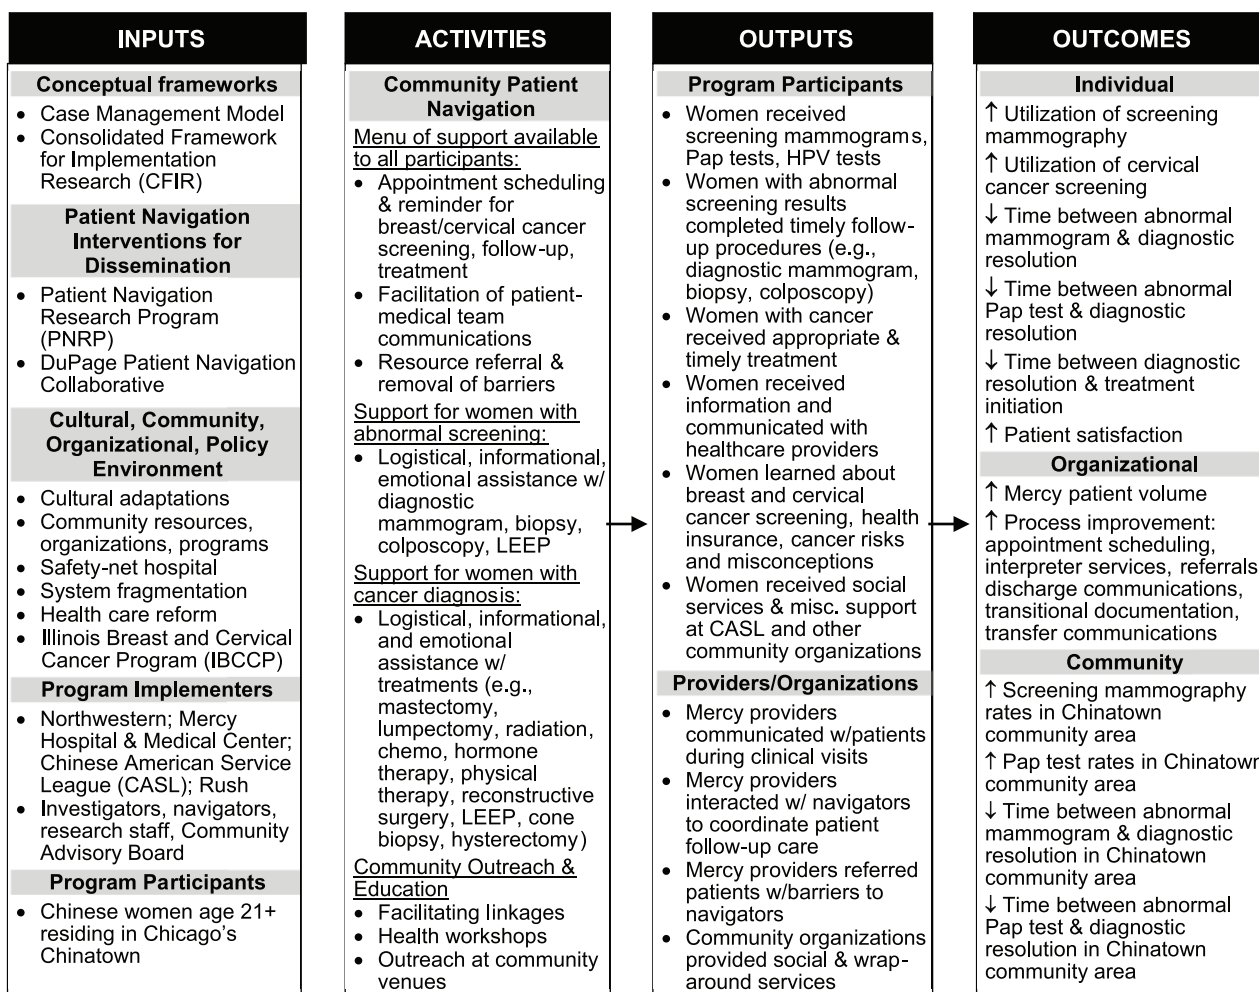 INPUTS
Conceptual frameworks
• Case Management Model
• Consolidated Framework
for Implementation
Research (CFIR)
Patient Navigation
Interventions for
Dissemination
• Patient Navigation
Research Program
(PNRP)
• DuPage Patient Navigation
Collaborative
Cultural, Community,
Organizational, Policy
Environment
• Cultural adaptations
• Community resources,
organizations, programs
• Safety-net hospital
• System fragmentation
• Health care reform
• Illinois Breast and Cervical
Cancer Program (IBCCP)
Program Implementers
• Northwestern; Mercy
Hospital & Medical Center;
Chinese American Service
League (CASL); Rush
• Investigators, navigators,
research staff, Community
Advisory Board
Program Participants
• Chinese women age 21+
residing in Chicago's
Chinatown
ACTIVITIES
Community Patient
Navigation
Menu of support available
to all participants:
• Appointment scheduling
& reminder for
breast/cervical cancer
screening, follow-up,
treatment
• Facilitation of patient-
medical team
communications
• Resource referral &
removal of barriers
Support for women with
abnormal screening:
• Logistical, informational,
emotional assistance w/
diagnostic
mammogram, biopsy,
colposcopy, LEEP
Support for women with
cancer diagnosis:
• Logistical, informational,
and emotional
assistance w/
treatments (e.g.,
mastectomy,
lumpectomy, radiation,
chemo, hormone
therapy, physical
therapy, reconstructive
surgery, LEEP, cone
biopsy, hysterectomy)
Community Outreach &
Education
• Facilitating linkages
• Health workshops
• Outreach at community
venues
OUTPUTS
Program Participants
• Women received
screening mammograms,
Pap tests, HPV tests
• Women with abnormal
screening results
completed timely follow-
up procedures (e.g.,
diagnostic mammogram,
biopsy, colposcopy)
• Women with cancer
received appropriate &
timely treatment
• Women received
information and
communicated with
healthcare providers
• Women learned about
breast and cervical
cancer screening, health
insurance, cancer risks
and misconceptions
• Women received social
services & misc. support
at CASL and other
community organizations
Providers/Organizations
• Mercy providers
communicated w/patients
during clinical visits
• Mercy providers
interacted w/ navigators
to coordinate patient
follow-up care
• Mercy providers referred
patients w/barriers to
navigators
• Community organizations
provided social & wrap-
around services
OUTCOMES
Individual
↑ Utilization of screening
mammography
↑ Utilization of cervical
cancer screening
↓ Time between abnormal
mammogram & diagnostic
resolution
↓ Time between abnormal
Pap test & diagnostic
resolution
↓ Time between diagnostic
resolution & treatment
initiation
↑ Patient satisfaction
Organizational
↑ Mercy patient volume
↑ Process improvement:
appointment scheduling,
interpreter services, referrals
discharge communications,
transitional documentation,
transfer communications
Community
↑ Screening mammography
rates in Chinatown
community area
↑ Pap test rates in Chinatown
community area
↓ Time between abnormal
mammogram & diagnostic
resolution in Chinatown
community area
↓ Time between abnormal
Pap test & diagnostic
resolution in Chinatown
community area